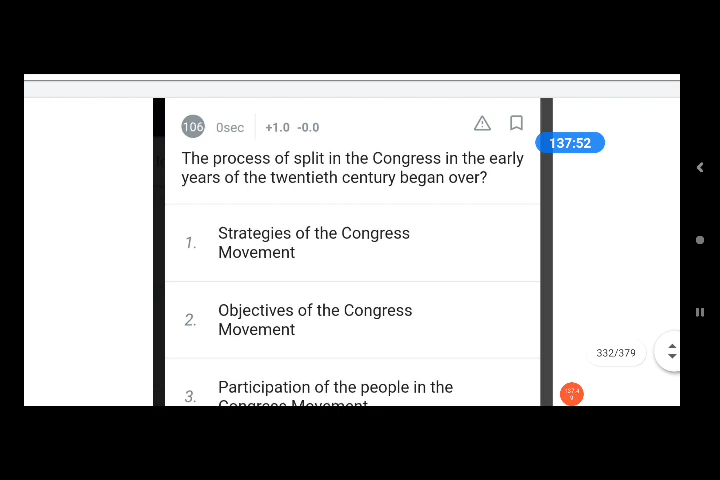 106 0sec +1.0 -0.0
137:52
The process of split in the Congress in the early
years of the twentieth century began over?
1. Strategies of the Congress
Movement
2. Objectives of the Congress
Movement
332/379
3. Participation of the people in the
Congress Movement